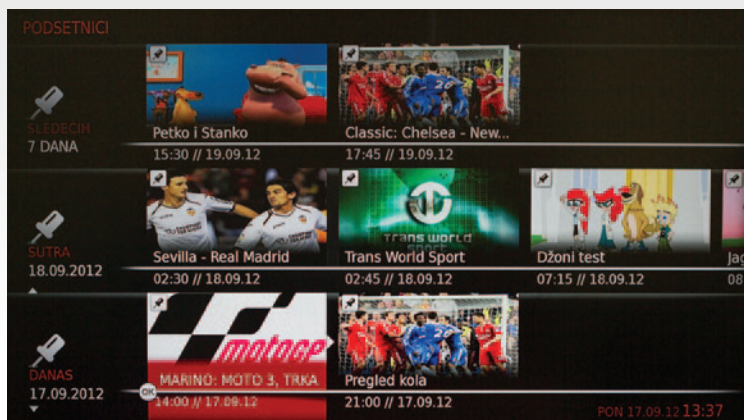 PODSETNICI
SLEDEĆIH
7 DANA
Petko i Stanko
15:30 // 19.09.12
Classic: Chelsea - New...
17:45 // 19.09.12
SUTRA
18.09.2012
Sevilla - Real Madrid
02:30 // 18.09.12
TRANS WORLD
SPORT
Trans World Sport
02:45 // 18.09.12
Džoni test
07:15 // 18.09.12
Jag
08
DANAS
17.09.2012
OK
motoGP
MARINO: MOTO 3, TRKA
14:00 // 17.09.12
26
Pregled kola
21:00 // 17.09.12
PON 17.09.12 13:37